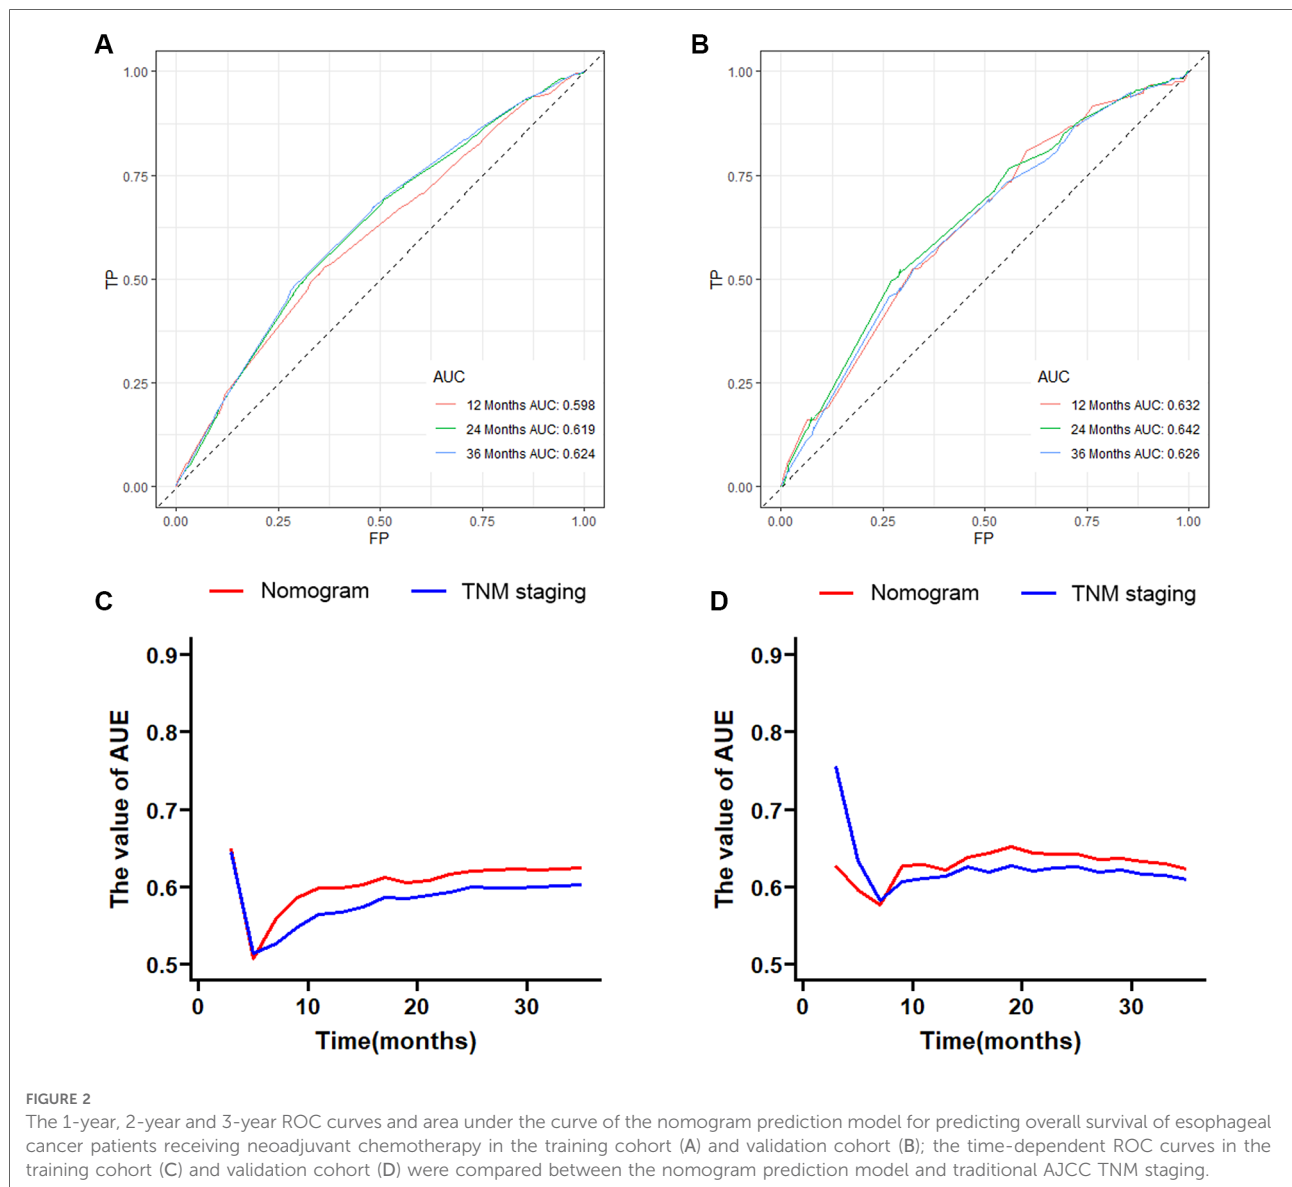 A
1.00
0.75
0.50
0.25
0.00
TP
0.00 0.25 0.50 0.75 1.00
FP
AUC
12 Months AUC: 0.598
24 Months AUC: 0.619
36 Months AUC: 0.624
B
1.00
0.75
0.50
0.25
0.00
TP
0.00 0.25 0.50 0.75 1.00
FP
AUC
12 Months AUC: 0.632
24 Months AUC: 0.642
36 Months AUC: 0.626
C
Nomogram TNM staging
0.9
0.8
0.7
0.6
0.5
The value of AUE
0 10 20 30
Time(months)
D
Nomogram TNM staging
0.9
0.8
0.7
0.6
0.5
The value of AUE
0 10 20 30
Time(months)
FIGURE 2
The 1-year, 2-year and 3-year ROC curves and area under the curve of the nomogram prediction model for predicting overall survival of esophageal
cancer patients receiving neoadjuvant chemotherapy in the training cohort (A) and validation cohort (B); the time-dependent ROC curves in the
training cohort (C) and validation cohort (D) were compared between the nomogram prediction model and traditional AJCC TNM staging.